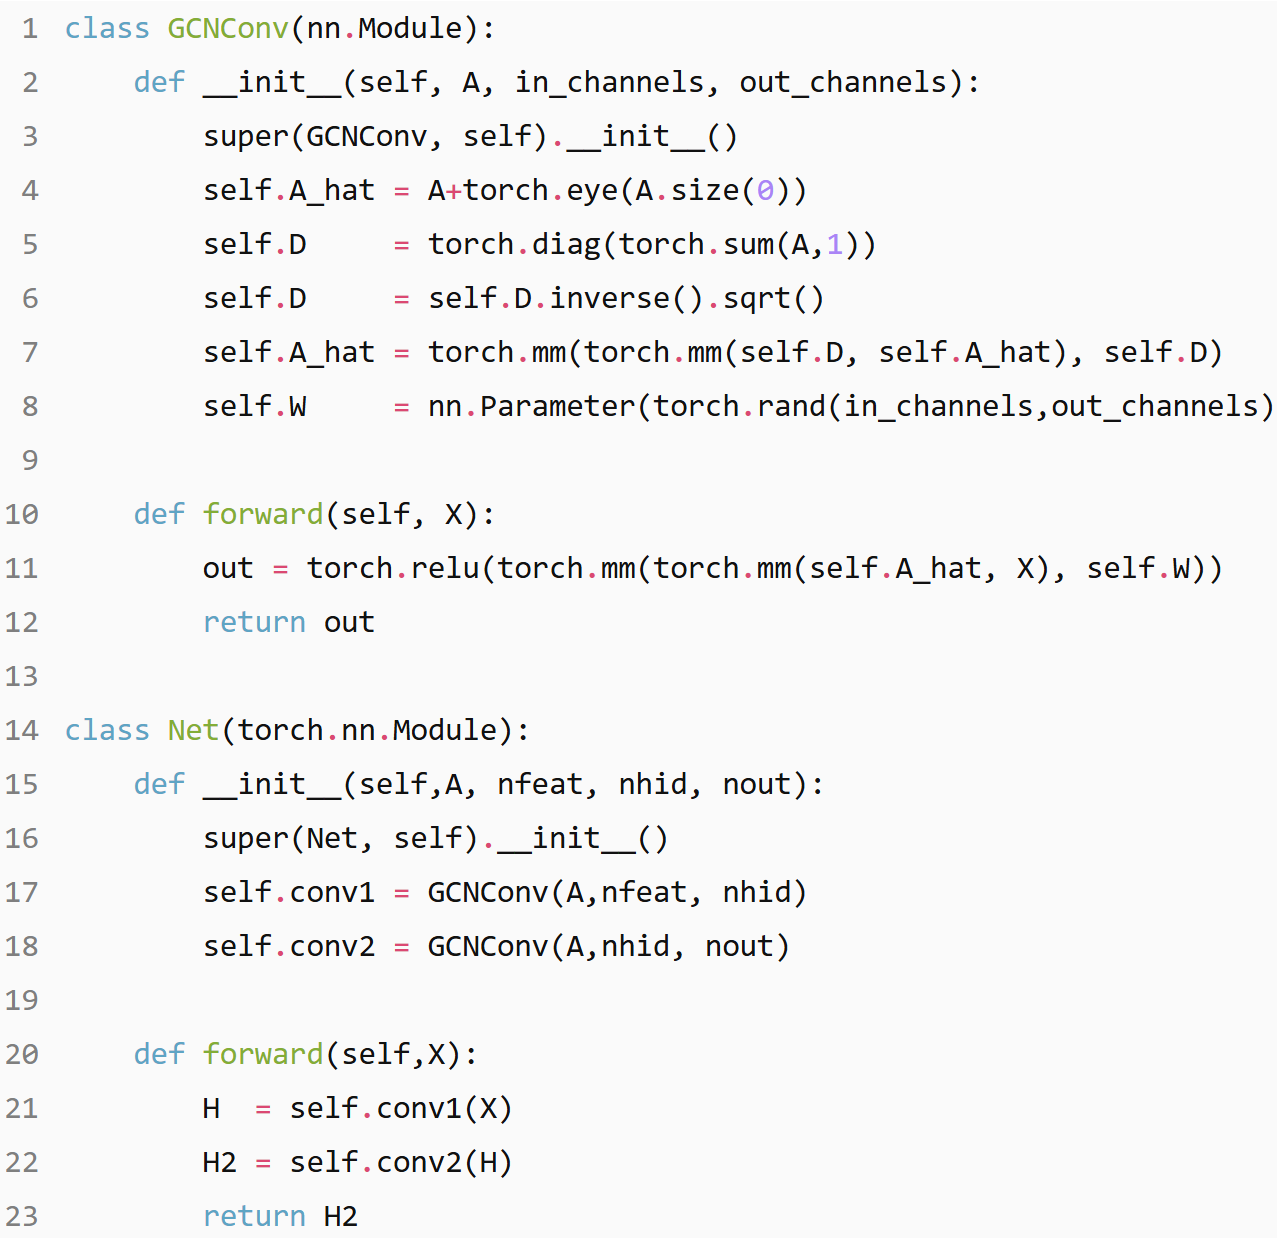 1 class GCNConv(nn.Module):
2     def __init__(self, A, in_channels, out_channels):
3         super(GCNConv, self).__init__()
4         self.A_hat = A+torch.eye(A.size(0))
5         self.D     = torch.diag(torch.sum(A,1))
6         self.D     = self.D.inverse().sqrt()
7         self.A_hat = torch.mm(torch.mm(self.D, self.A_hat), self.D)
8         self.W     = nn.Parameter(torch.rand(in_channels,out_channels)
9
10     def forward(self, X):
11         out = torch.relu(torch.mm(torch.mm(self.A_hat, X), self.W))
12         return out
13
14 class Net(torch.nn.Module):
15     def __init__(self,A, nfeat, nhid, nout):
16         super(Net, self).__init__()
17         self.conv1 = GCNConv(A,nfeat, nhid)
18         self.conv2 = GCNConv(A,nhid, nout)
19
20     def forward(self,X):
21         H  = self.conv1(X)
22         H2 = self.conv2(H)
23         return H2